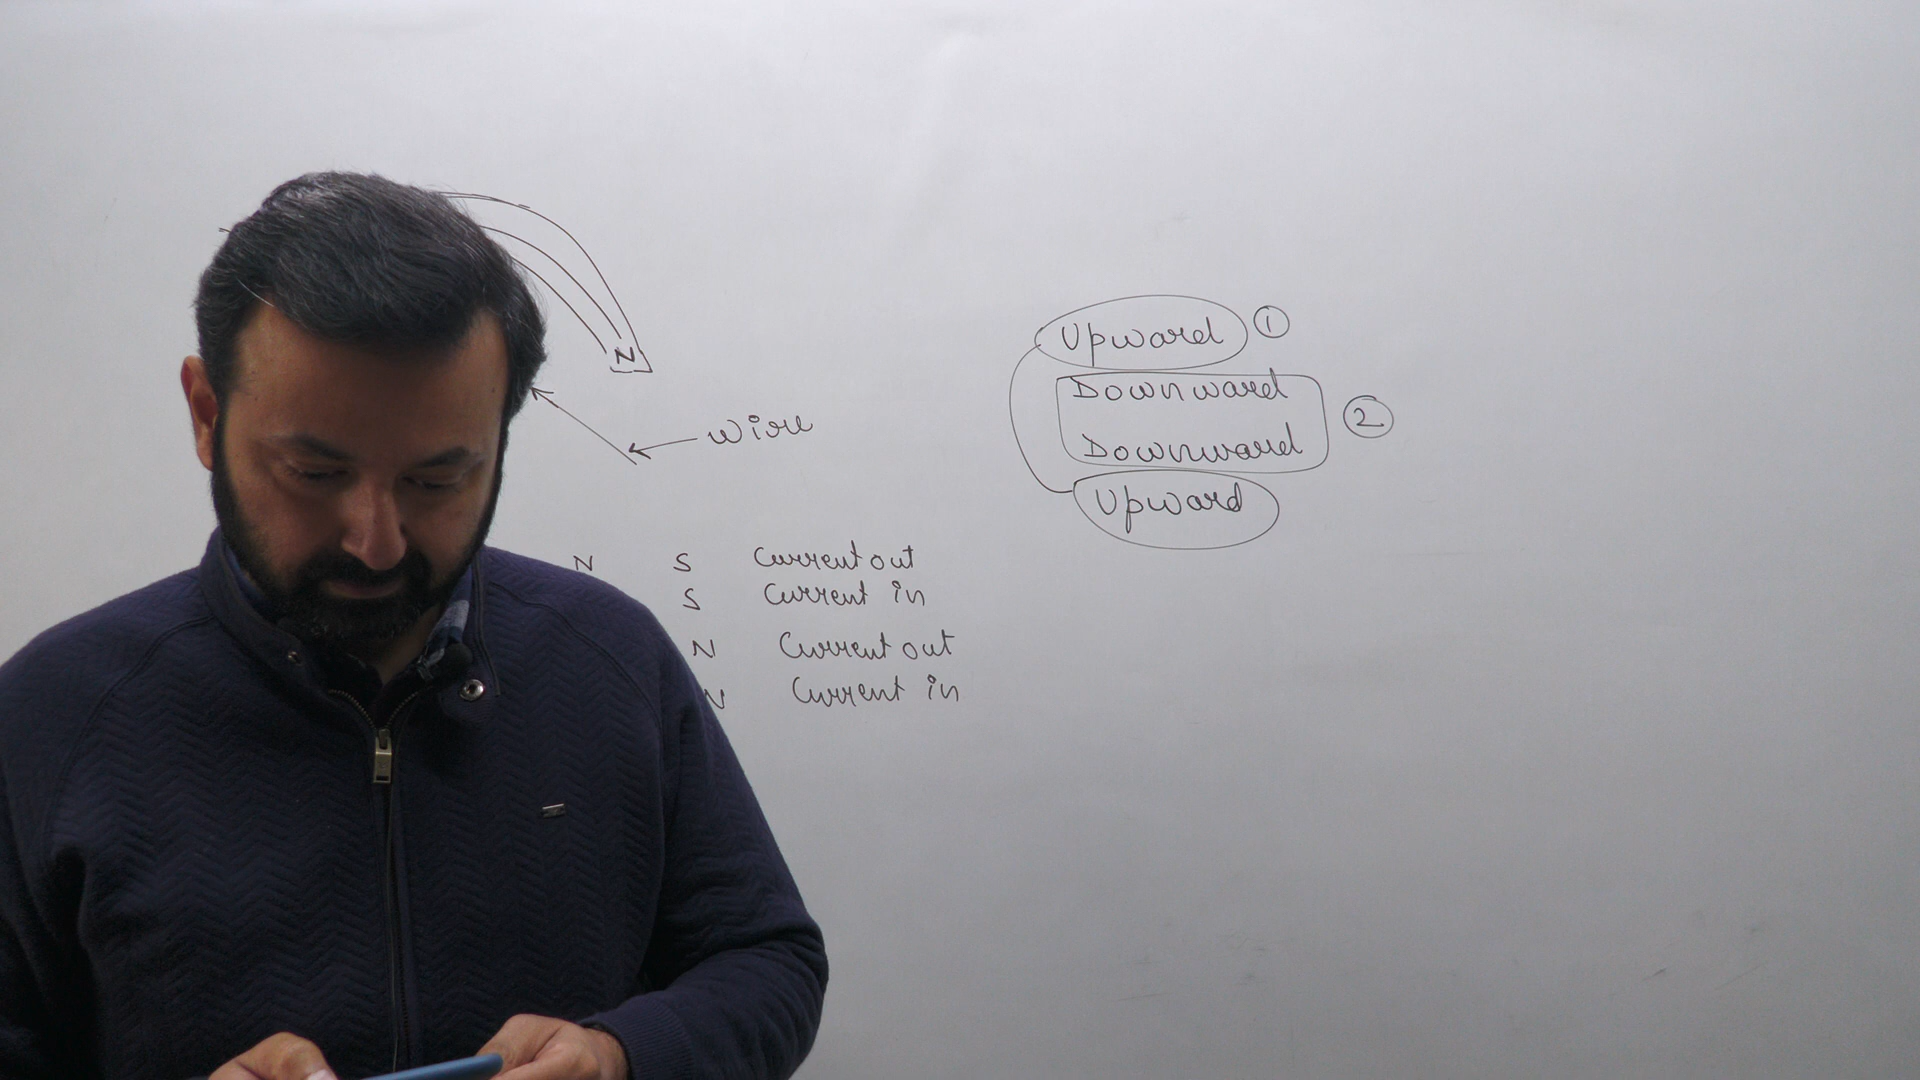 N
Wire
Upward ①
Downward
Downward ②
Upward
N S Current out
S Current in
N Current out
N Current in